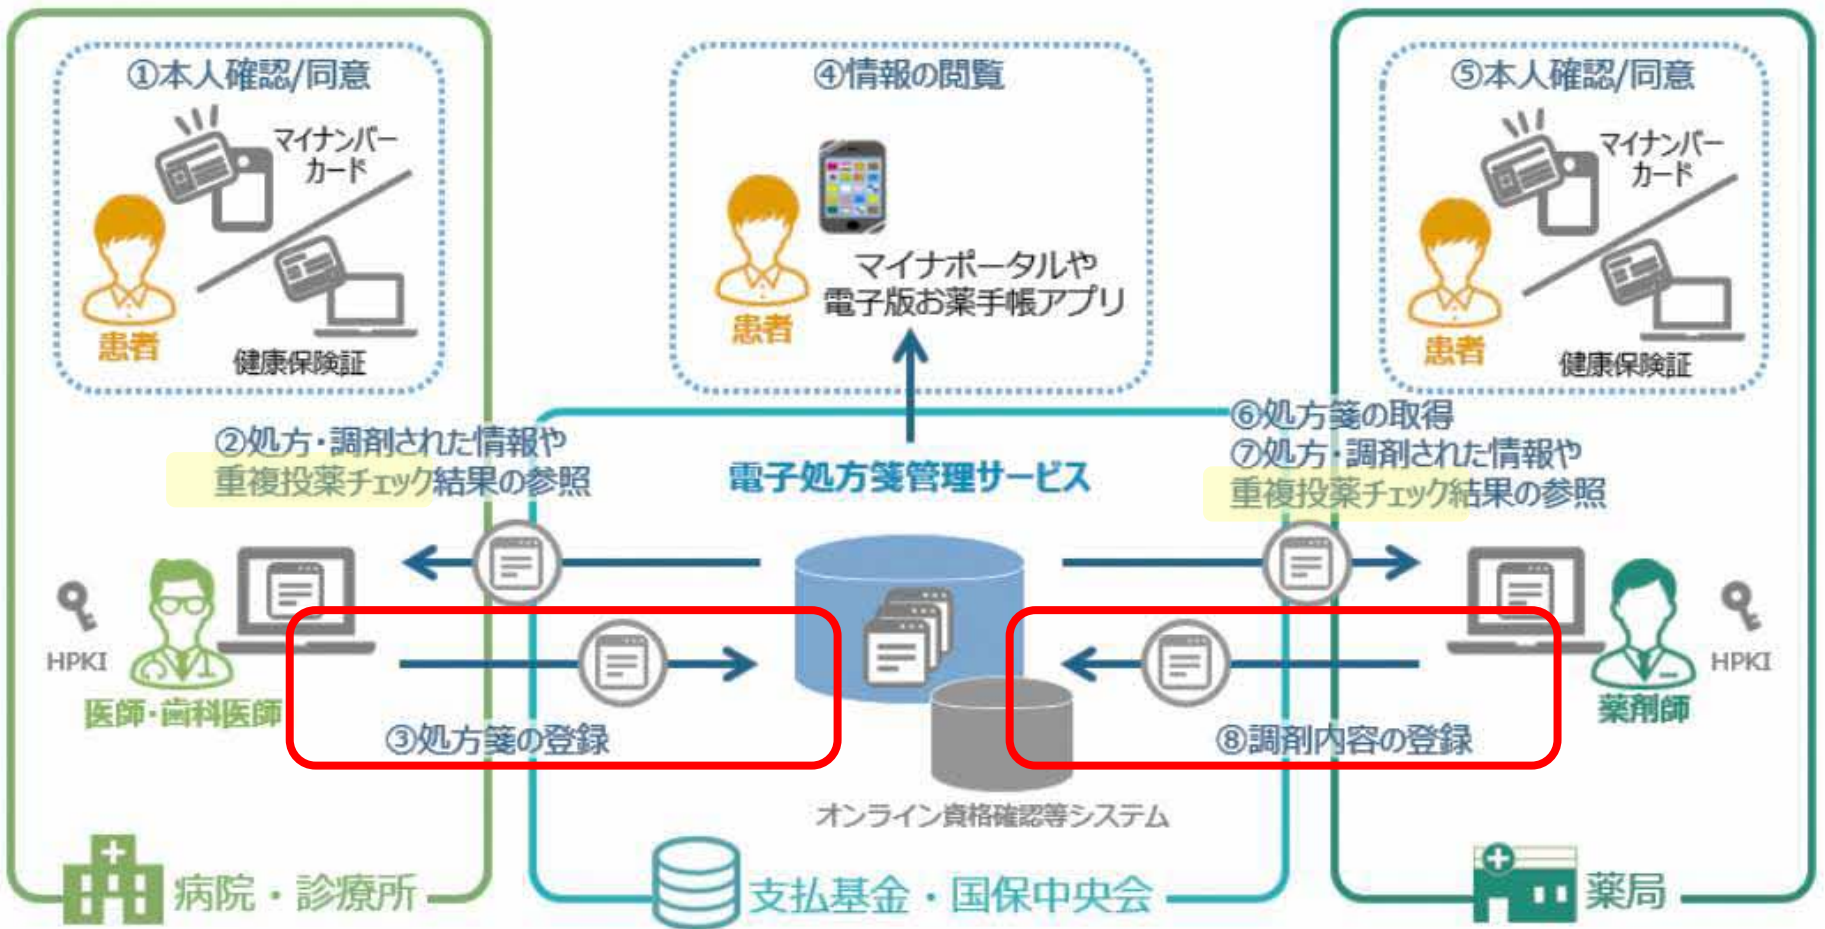 ①本人確認/同意
マイナンバー
カード
患者
健康保険証
②処方・調剤された情報や
重複投薬チェック結果の参照
HPKI
医師・歯科医師
③処方箋の登録
病院・診療所
④情報の閲覧
マイナポータルや
電子版お薬手帳アプリ
患者
電子処方箋管理サービス
オンライン資格確認等システム
支払基金・国保中央会
⑤本人確認/同意
マイナンバー
カード
患者
健康保険証
⑥処方箋の取得
⑦処方・調剤された情報や
重複投薬チェック結果の参照
HPKI
薬剤師
⑧調剤内容の登録
薬局